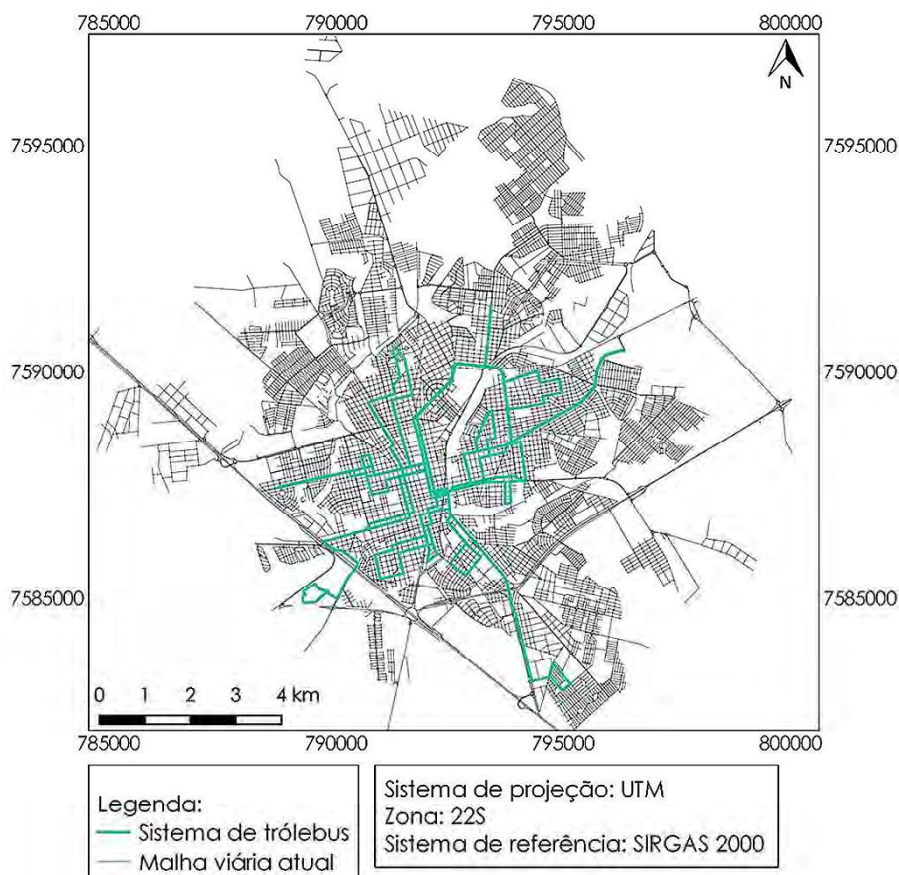 785000 790000 795000 800000
N
7595000 7595000
7590000 7590000
7585000 7585000
0 1 2 3 4 km
785000 790000 795000 800000
Legenda:
Sistema de trólebus
Malha viária atual
Sistema de projeção: UTM
Zona: 22S
Sistema de referência: SIRGAS 2000